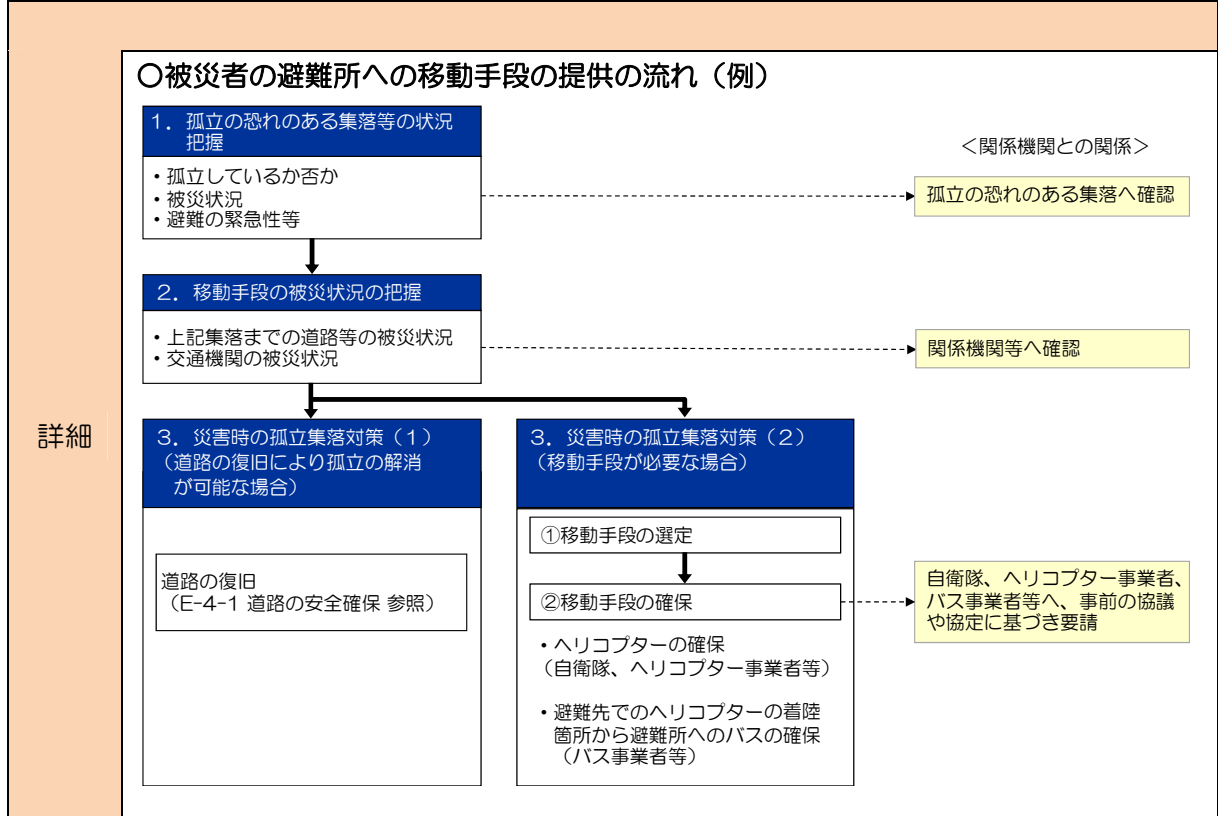 〇被災者の避難所への移動手段の提供の流れ（例）
１．孤立の恐れのある集落等の状況
把握
・孤立しているか否か
・被災状況
・避難の緊急性等
＜関係機関との関係＞
孤立の恐れのある集落へ確認
２．移動手段の被災状況の把握
・上記集落までの道路等の被災状況
・交通機関の被災状況
関係機関等へ確認
詳細
３．災害時の孤立集落対策（１）
（道路の復旧により孤立の解消
が可能な場合）
道路の復旧
（E-4-1 道路の安全確保 参照）
３．災害時の孤立集落対策（２）
（移動手段が必要な場合）
①移動手段の選定
②移動手段の確保
・ヘリコプターの確保
（自衛隊、ヘリコプター事業者等）
・避難先でのヘリコプターの着陸
箇所から避難所へのバスの確保
（バス事業者等）
自衛隊、ヘリコプター事業者、
バス事業者等へ、事前の協議
や協定に基づき要請